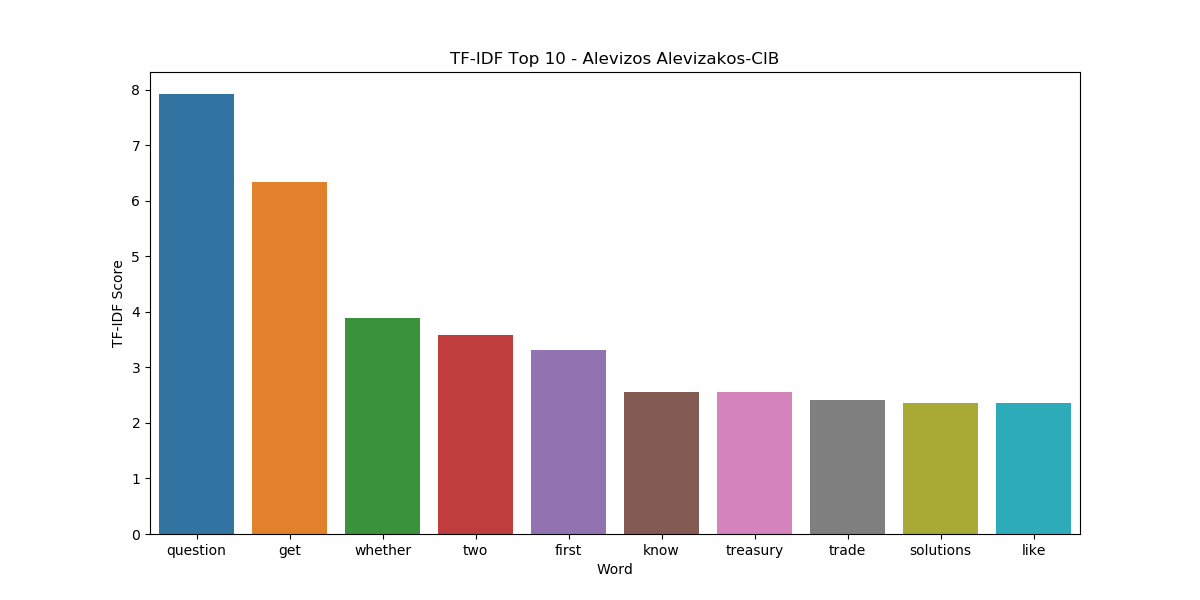 TF-IDF Top 10 - Alevizos Alevizakos-CIB
TF-IDF Score
8
7
6
5
4
3
2
1
0
question get whether two first know treasury trade solutions like
Word